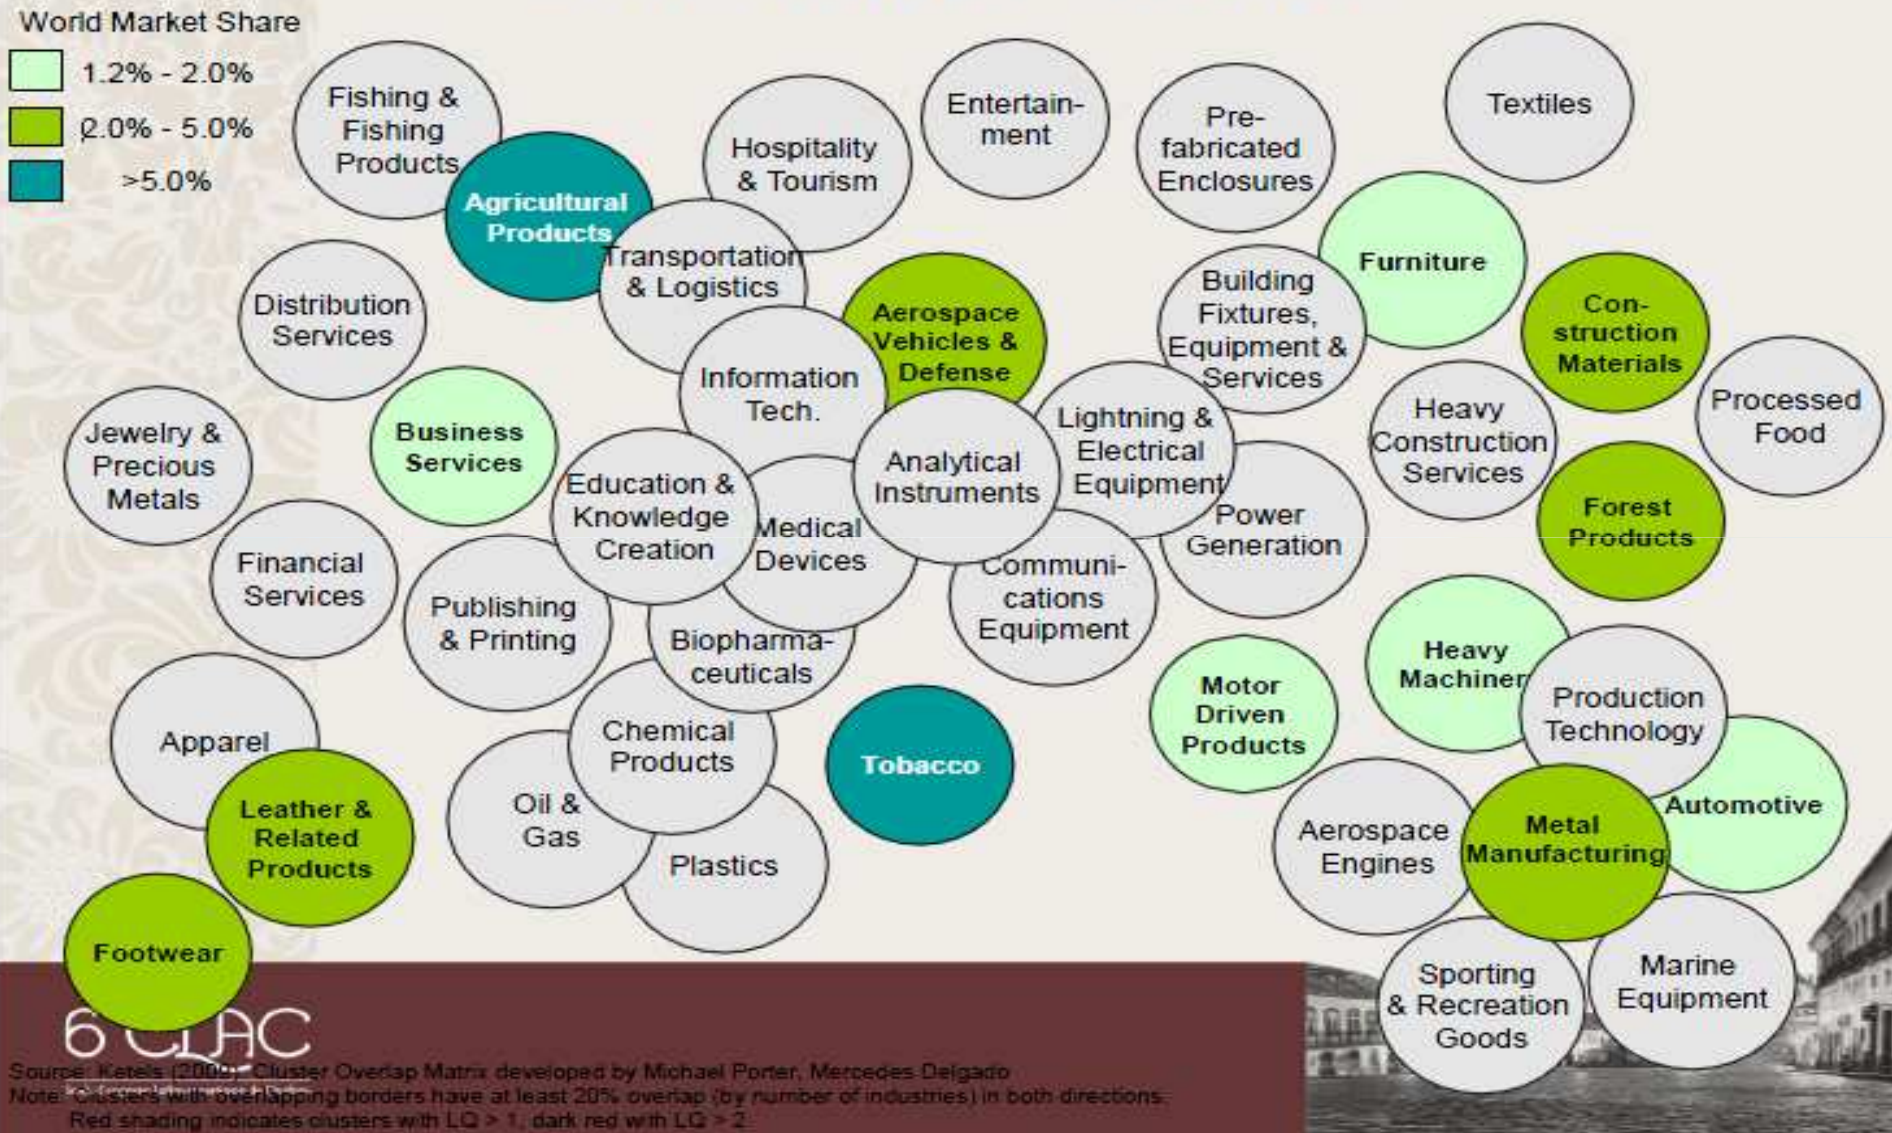 World Market Share
1.2% - 2.0%
2.0% - 5.0%
>5.0%
Fishing &
Fishing
Products
Agricultural
Products
Hospitality
& Tourism
Entertain-
ment
Pre-
fabricated
Enclosures
Textiles
Transportation
& Logistics
Furniture
Distribution
Services
Aerospace
Vehicles &
Defense
Building
Fixtures,
Equipment &
Services
Con-
struction
Materials
Information
Tech.
Processed
Food
Jewelry &
Precious
Metals
Business
Services
Lightning &
Electrical
Equipment
Heavy
Construction
Services
Education &
Knowledge
Creation
Medical
Devices
Analytical
Instruments
Power
Generation
Forest
Products
Financial
Services
Publishing
& Printing
Communi-
cations
Equipment
Biopharma-
ceuticals
Heavy
Machiner
Motor
Driven
Products
Production
Technology
Apparel
Chemical
Products
Tobacco
Leather &
Related
Products
Oil &
Gas
Plastics
Aerospace
Engines
Metal
Manufacturing
Automotive
Footwear
Sporting
& Recreation
Goods
Marine
Equipment
6 CLAC
Source: Ketels (2009), Cluster Overlap Matrix developed by Michael Porter, Mercedes Delgado
Note: Clusters with overlapping borders have at least 20% overlap (by number of industries) in both directions.
Red shading indicates clusters with LQ > 1, dark red with LQ > 2.